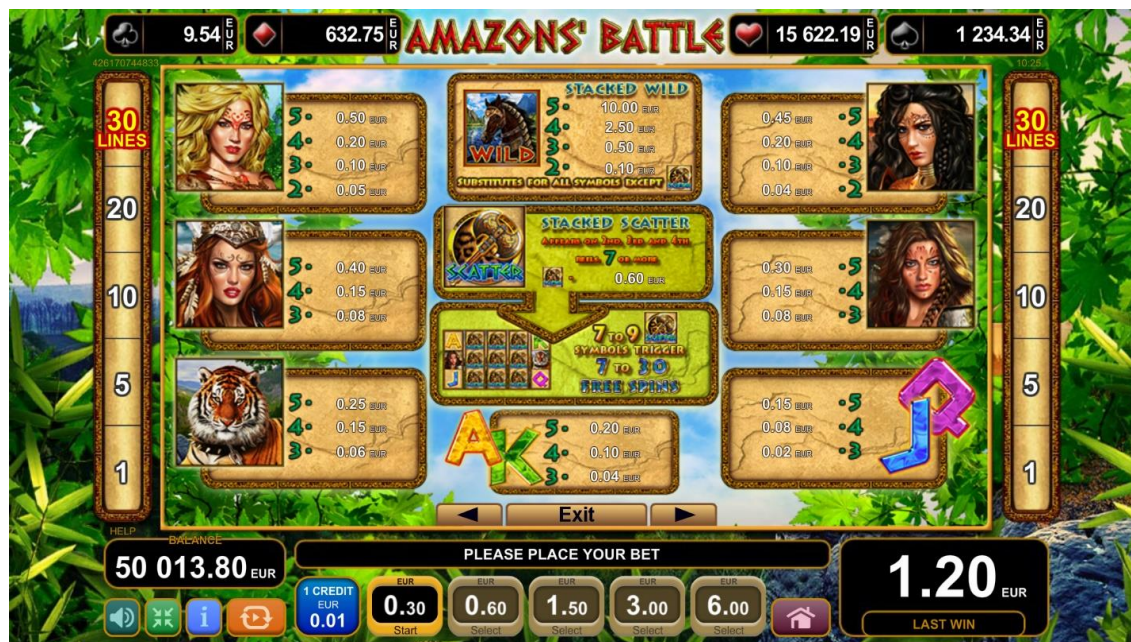 9.54 EUR
632.75 EUR
AMAZONS' BATTLE
15 622.19 EUR
1 234.34 EUR
426170744833
10:25
30
LINES
20
10
5
1
5 0.50 EUR
4 0.20 EUR
3 0.10 EUR
2 0.05 EUR
STACKED WILD
WILD
5 10.00 EUR
4 2.50 EUR
3 0.50 EUR
2 0.10 EUR
SUBSTITUTES FOR ALL SYMBOLS EXCEPT
0.45 EUR 5
0.20 EUR 4
0.10 EUR 3
0.04 EUR 2
5 0.40 EUR
4 0.15 EUR
3 0.08 EUR
STACKED SCATTER
SCATTER
APPEARS ON 2ND, 3RD AND 4TH
REEL. 7 OR MORE
0.60 EUR
0.30 EUR 5
0.15 EUR 4
0.08 EUR 3
5 0.25 EUR
4 0.15 EUR
3 0.06 EUR
A
K
J
Q
7 TO 9
SYMBOLS TRIGGER
7 TO 30
FREE SPINS
A K
5 0.20 EUR
4 0.10 EUR
3 0.04 EUR
0.15 EUR 5
0.08 EUR 4
0.02 EUR 3
Q J
30
LINES
20
10
5
1
Exit
HELP
BALANCE
50 013.80 EUR
PLEASE PLACE YOUR BET
1 CREDIT
EUR
0.01
EUR
0.30
Start
EUR
0.60
Select
EUR
1.50
Select
EUR
3.00
Select
EUR
6.00
Select
1.20 EUR
LAST WIN
i